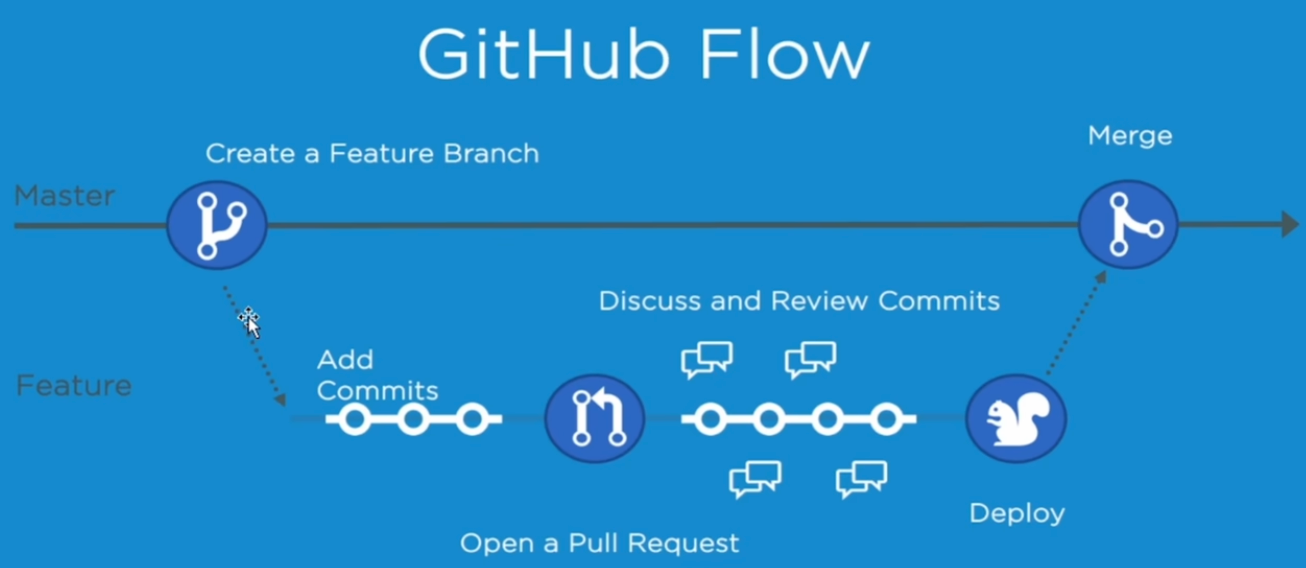 GitHub Flow
Create a Feature Branch
Merge
Master
Discuss and Review Commits
Add
Commits
Feature
Deploy
Open a Pull Request